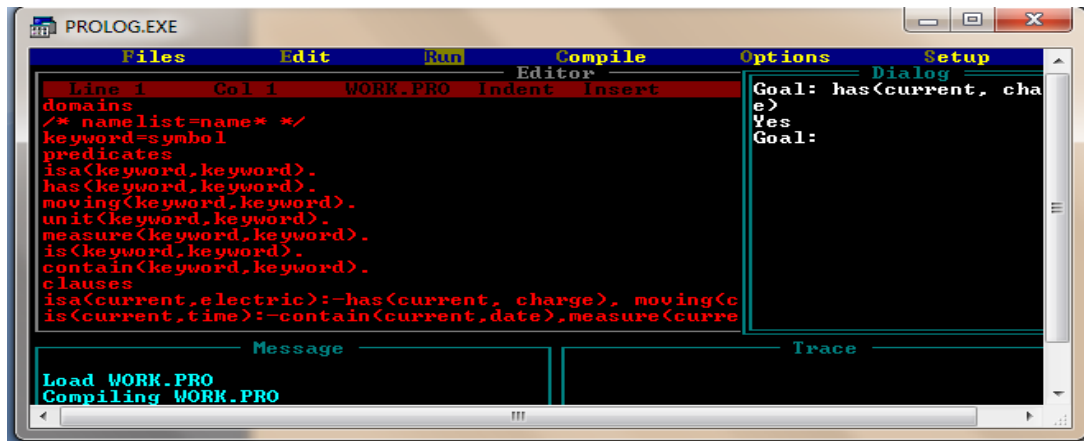 PROLOG.EXE
Files Edit Run Compile Options Setup
Editor
Line 1 Col 1 WORK.PRO Indent Insert
domains
/* namelist=name* */
keyword=symbol
predicates
isa(keyword,keyword).
has(keyword,keyword).
moving(keyword,keyword).
unit(keyword,keyword).
measure(keyword,keyword).
is(keyword,keyword).
contain(keyword,keyword).
clauses
isa(current,electric):-has(current, charge), moving(c
is(current,time):-contain(current,date),measure(curre
Dialog
Goal: has(current, cha
e)
Yes
Goal:
Message
Load WORK.PRO
Compiling WORK.PRO
Trace